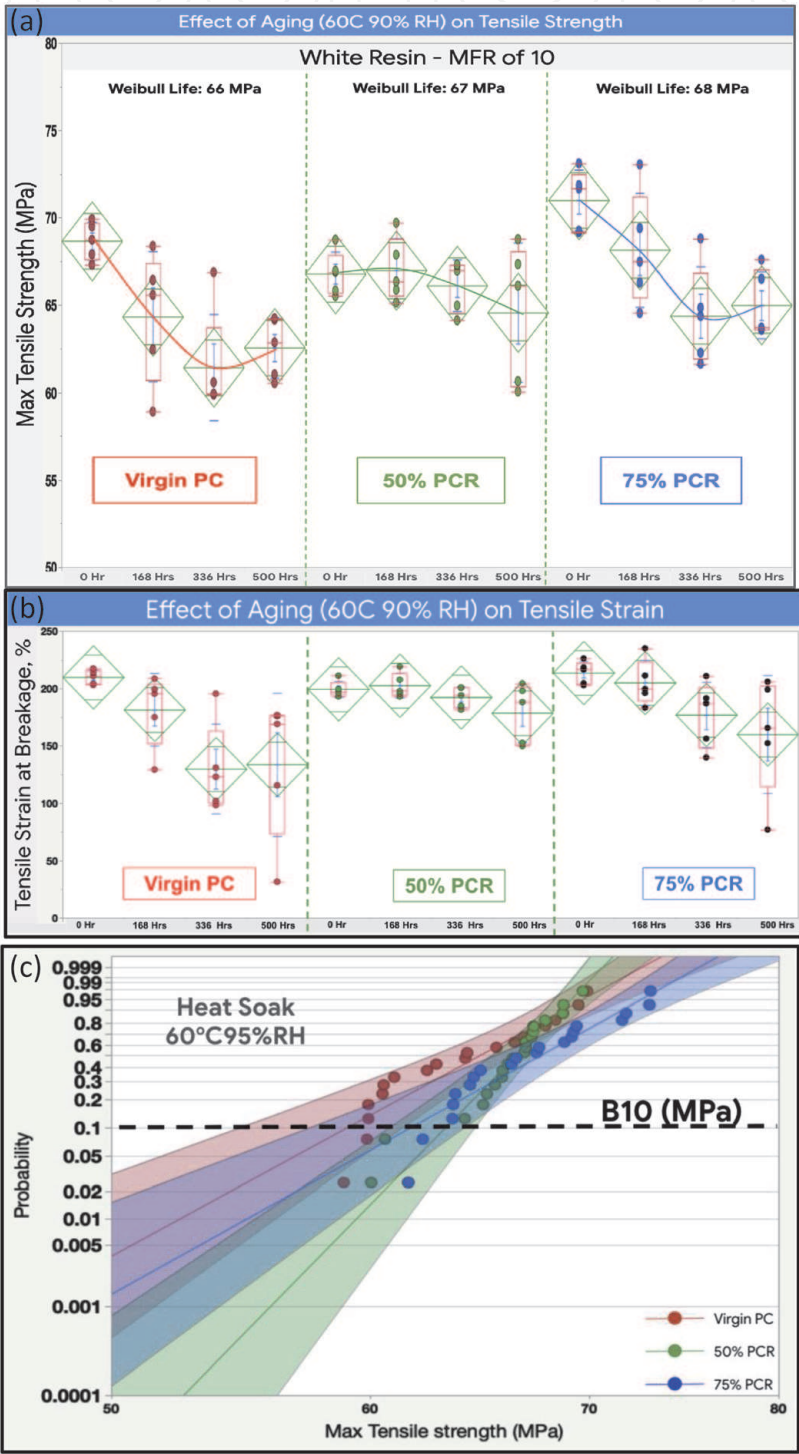 (a)
Effect of Aging (60C 90% RH) on Tensile Strength
White Resin - MFR of 10
Weibull Life: 66 MPa
Weibull Life: 67 MPa
Weibull Life: 68 MPa
Max Tensile Strength (MPa)
80
75
70
65
60
55
50
Virgin PC
50% PCR
75% PCR
0 Hr
168 Hrs
336 Hrs
500 Hrs
0 Hr
168 Hrs
336 Hrs
500 Hrs
0 Hr
168 Hrs
336 Hrs
500 Hrs
(b)
Effect of Aging (60C 90% RH) on Tensile Strain
Tensile Strain at Breakage, %
250
200
150
100
50
0
Virgin PC
50% PCR
75% PCR
0 Hr
168 Hrs
336 Hrs
500 Hrs
0 Hr
168 Hrs
336 Hrs
500 Hrs
0 Hr
168 Hrs
336 Hrs
500 Hrs
(c)
Heat Soak
60°C95%RH
B10 (MPa)
Probability
0.999
0.99
0.95
0.8
0.6
0.4
0.3
0.2
0.1
0.05
0.02
0.01
0.005
0.001
0.0001
Virgin PC
50% PCR
75% PCR
50
60
70
80
Max Tensile strength (MPa)